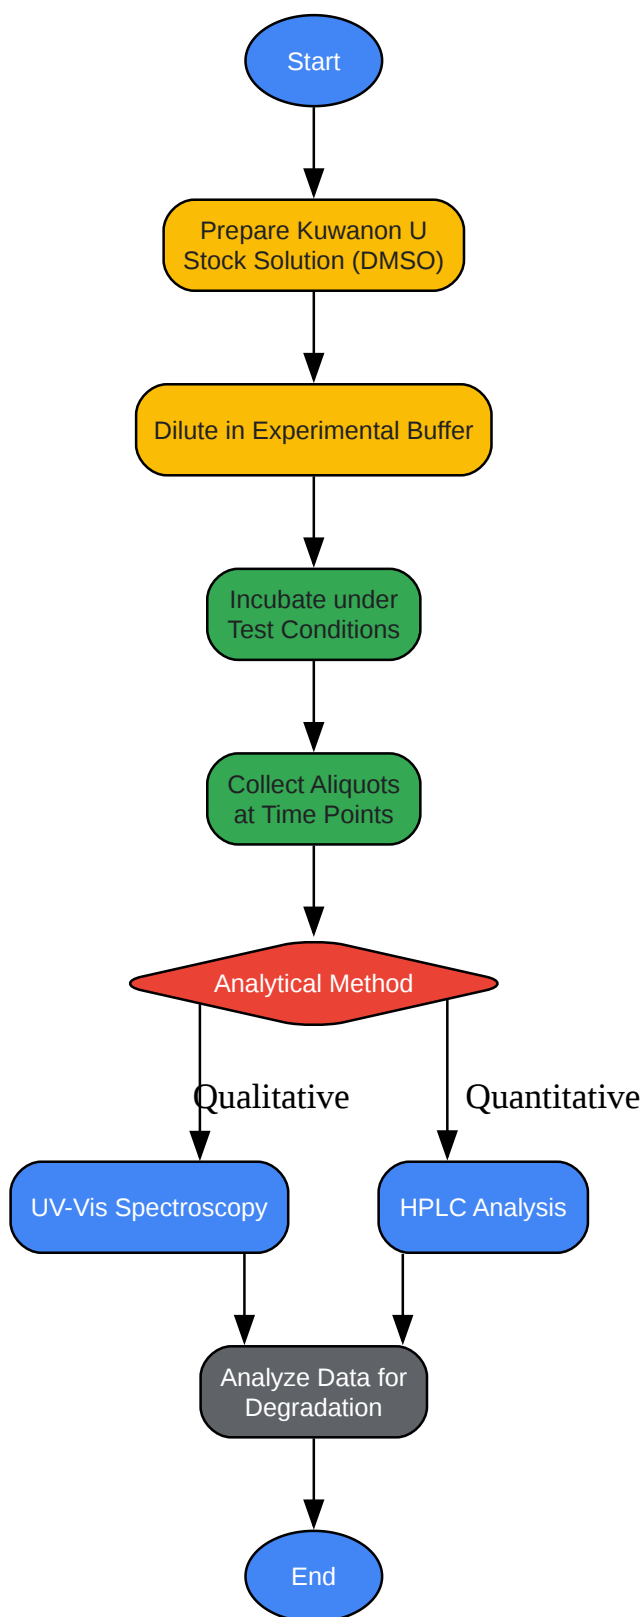 Start
Prepare Kuwanon U
Stock Solution (DMSO)
Dilute in Experimental Buffer
Incubate under
Test Conditions
Collect Aliquots
at Time Points
Analytical Method
Qualitative
Quantitative
UV-Vis Spectroscopy
HPLC Analysis
Analyze Data for
Degradation
End